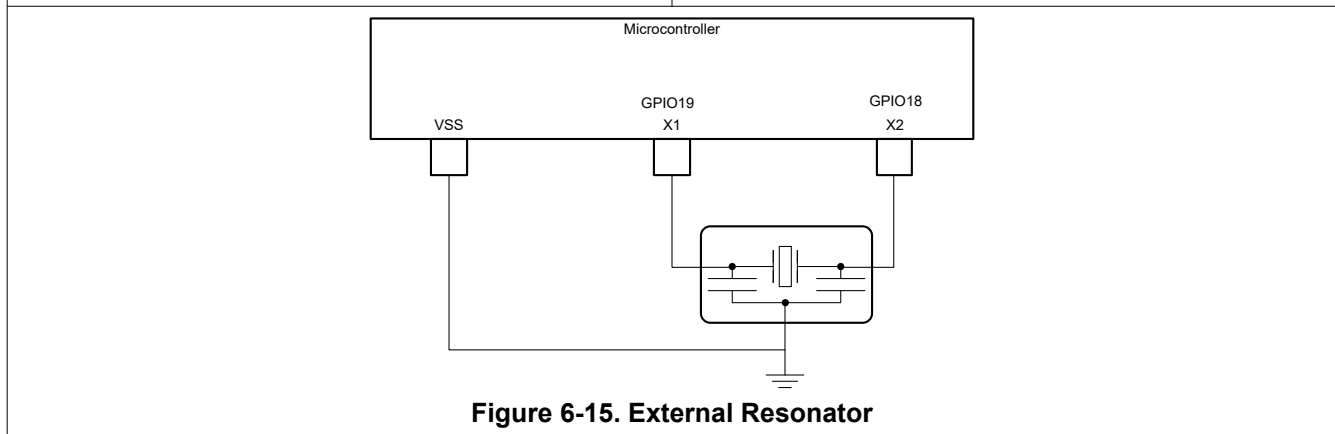 Microcontroller
GPIO19
GPIO18
VSS
X1
X2
Figure 6-15. External Resonator